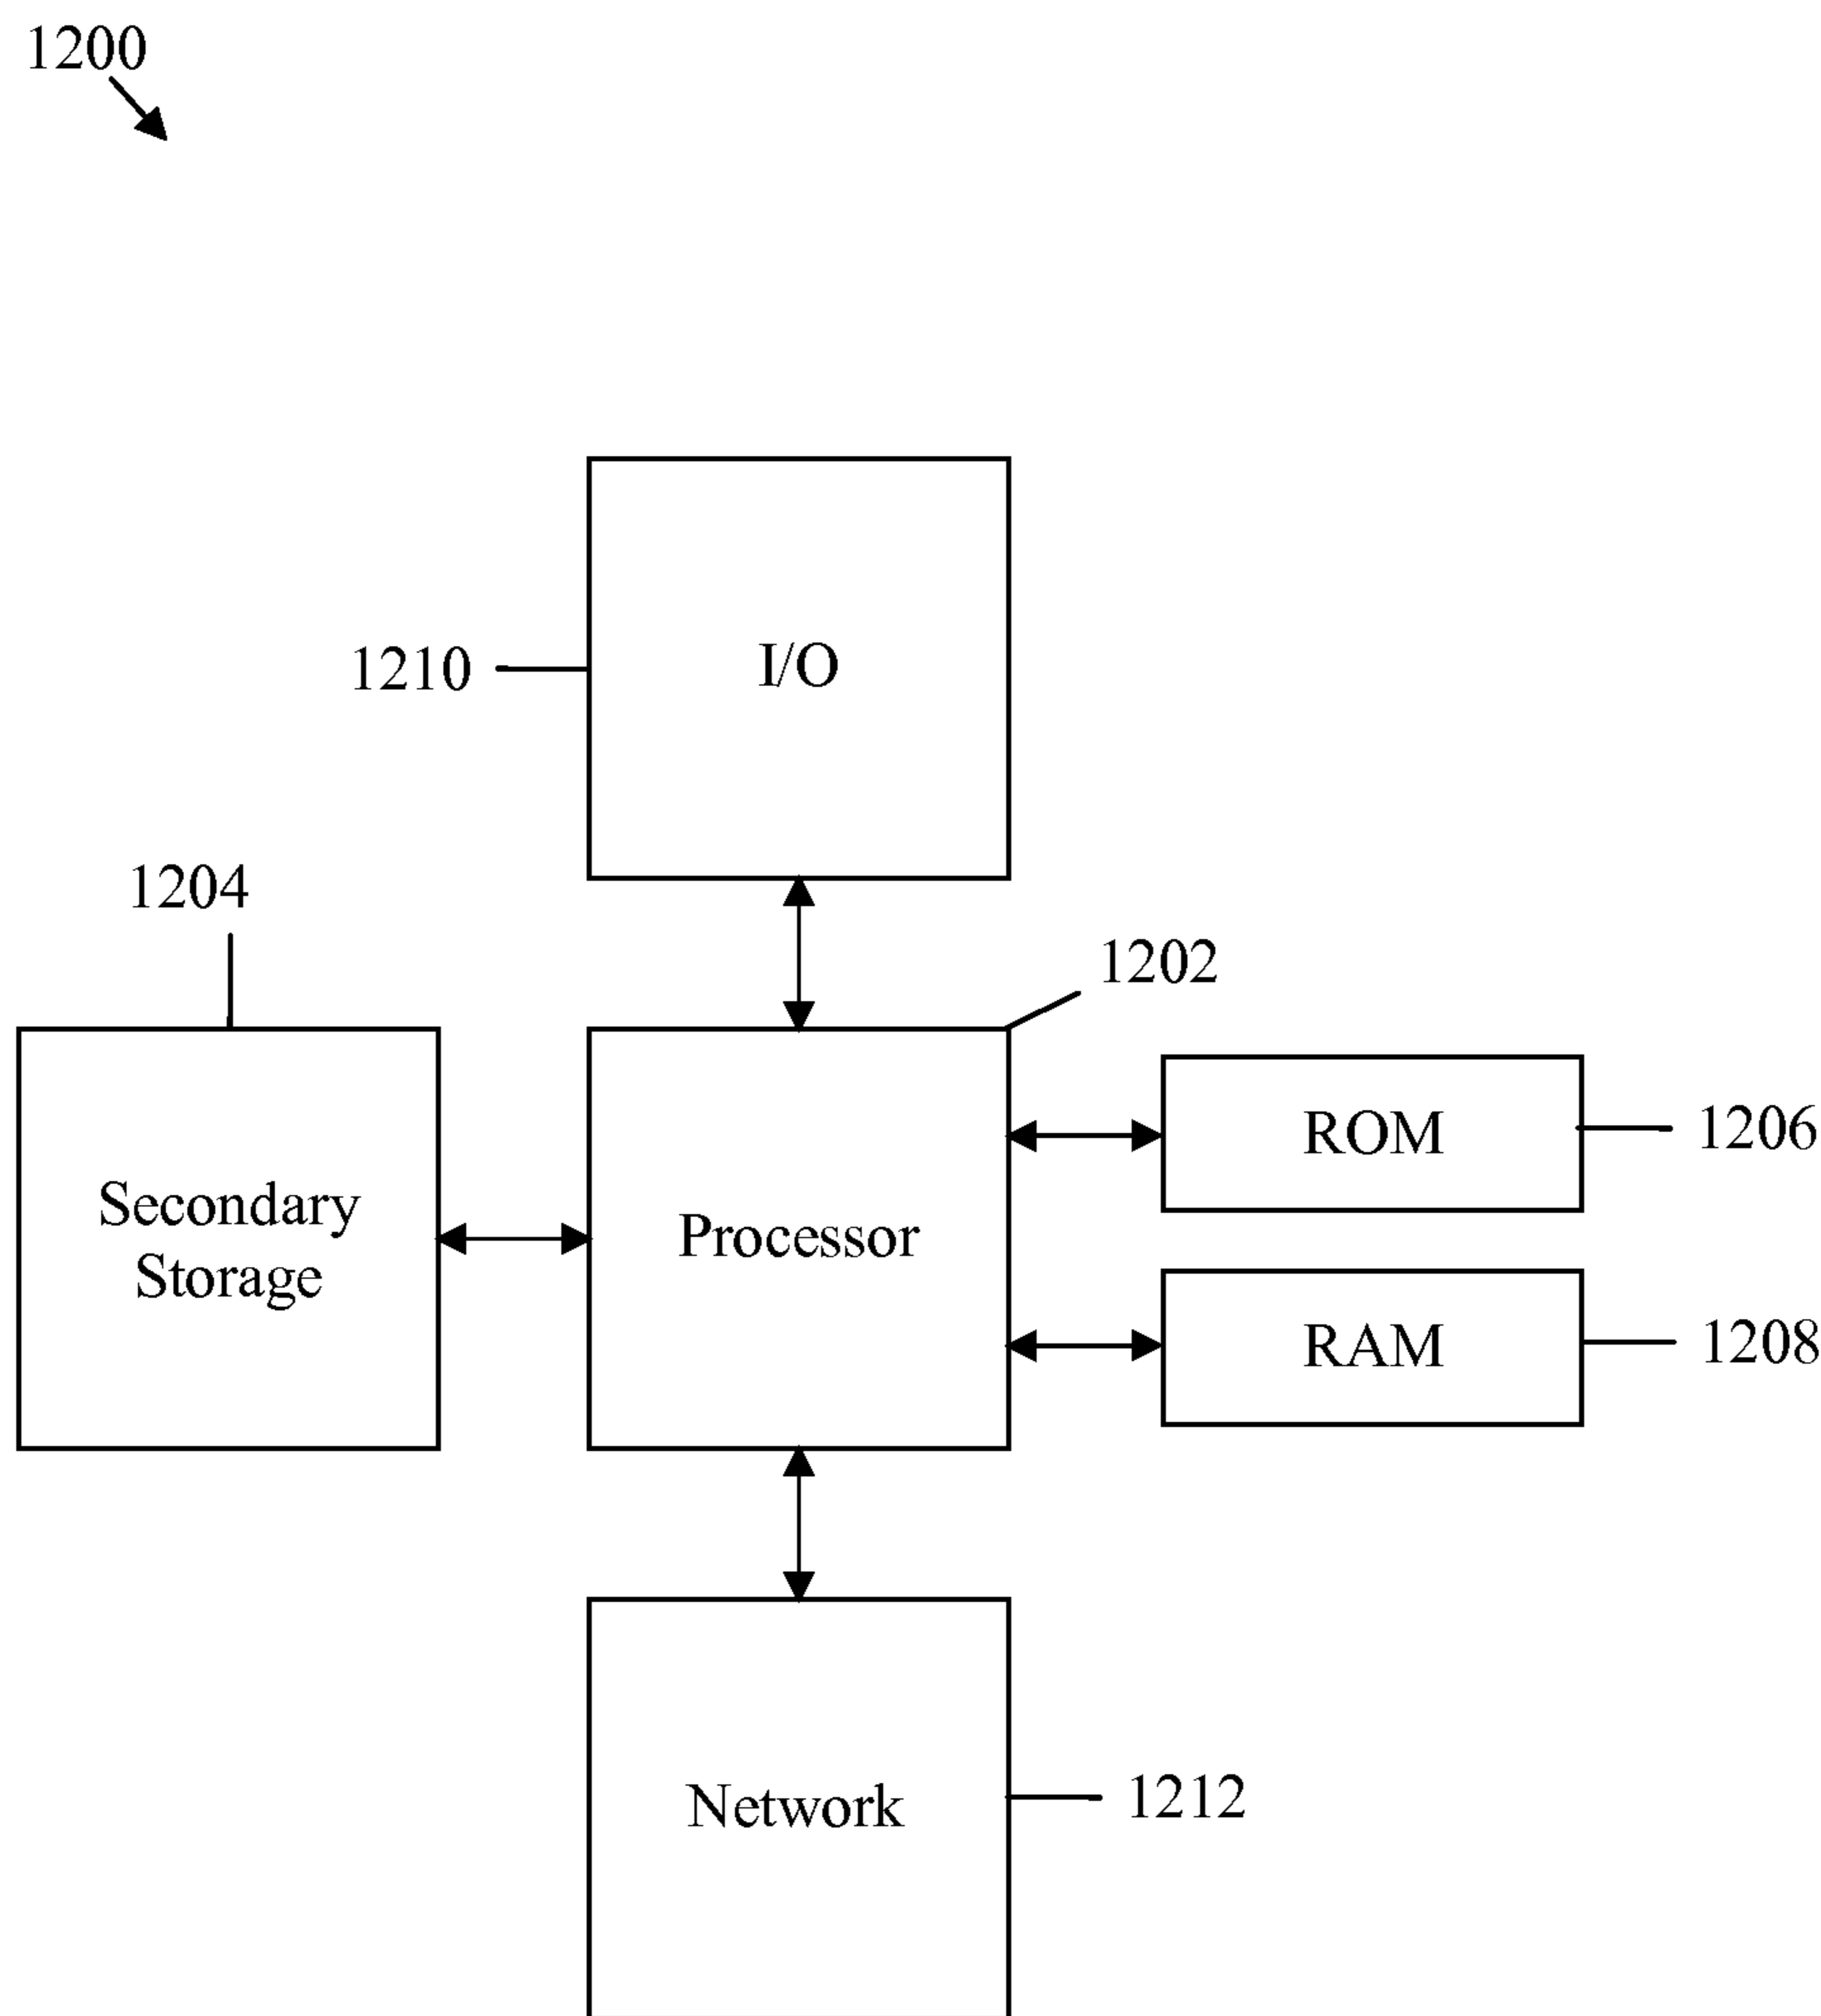 1200
1210
I/O
1204
1202
ROM
1206
Secondary
Storage
Processor
RAM
1208
Network
1212